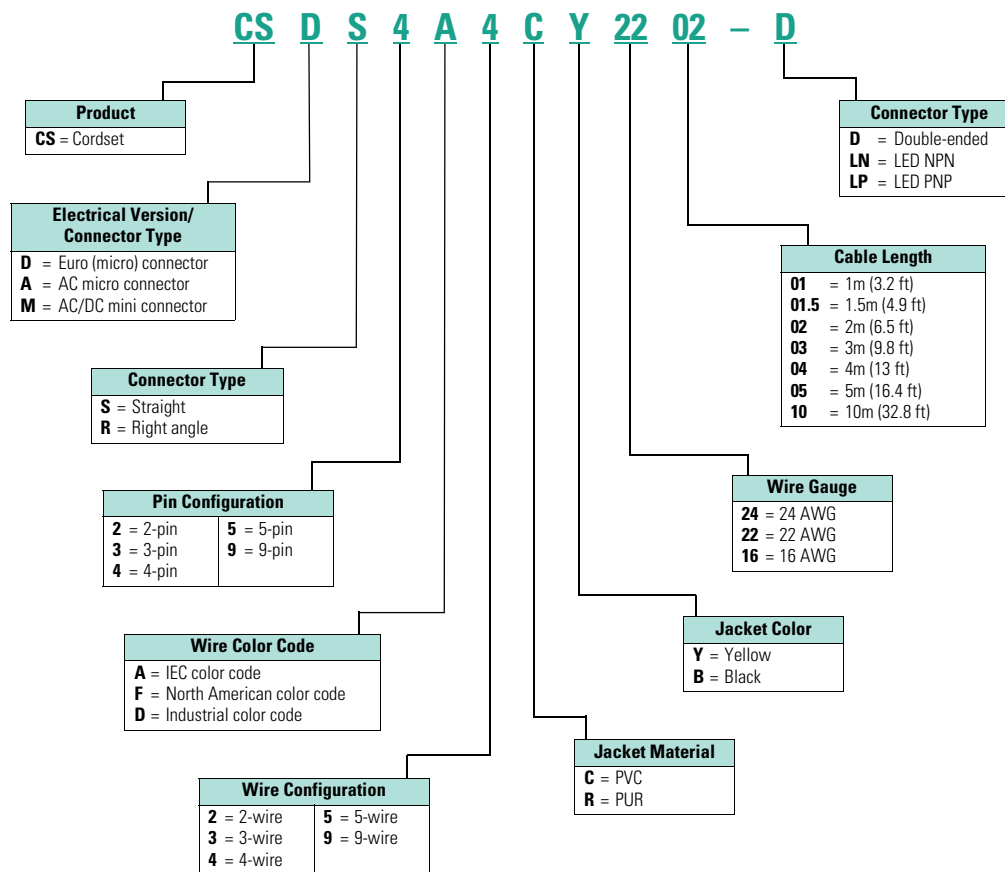 CS D S 4 A 4 C Y 22 02 – D
Product
CS = Cordset
Connector Type
D = Double-ended
LN = LED NPN
LP = LED PNP
Electrical Version/
Connector Type
D = Euro (micro) connector
A = AC micro connector
M = AC/DC mini connector
Cable Length
01 = 1m (3.2 ft)
01.5 = 1.5m (4.9 ft)
02 = 2m (6.5 ft)
03 = 3m (9.8 ft)
04 = 4m (13 ft)
05 = 5m (16.4 ft)
10 = 10m (32.8 ft)
Connector Type
S = Straight
R = Right angle
Wire Gauge
24 = 24 AWG
22 = 22 AWG
16 = 16 AWG
Pin Configuration
2 = 2-pin 5 = 5-pin
3 = 3-pin 9 = 9-pin
4 = 4-pin
Jacket Color
Y = Yellow
B = Black
Wire Color Code
A = IEC color code
F = North American color code
D = Industrial color code
Jacket Material
C = PVC
R = PUR
Wire Configuration
2 = 2-wire 5 = 5-wire
3 = 3-wire 9 = 9-wire
4 = 4-wire